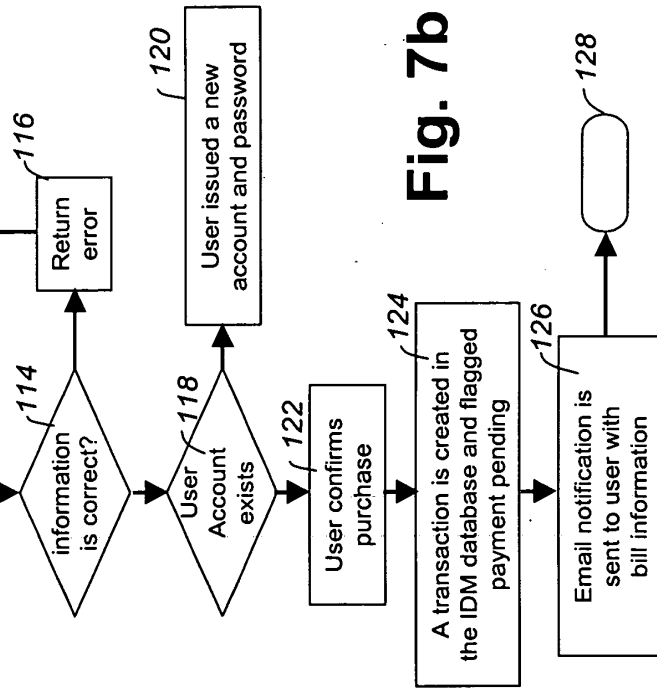 114
information
is correct?
116
Return
error
118
User
Account
exists
120
User issued a new
account and password
122
User confirms
purchase
124
A transaction is created in
the IDM database and flagged
payment pending
126
Email notification is
sent to user with
bill information
128
Fig. 7b